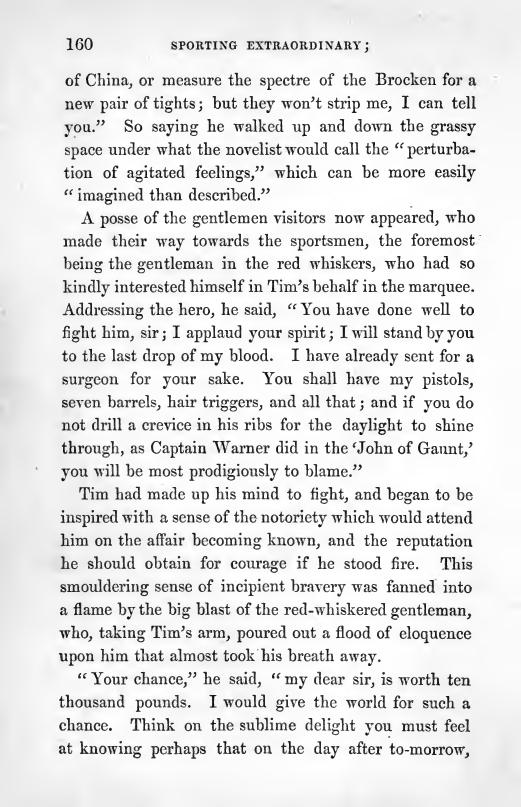 160 SPORTING EXTRAORDINARY;
of China, or measure the spectre of the Brocken for a
new pair of tights; but they won't strip me, I can tell
you." So saying he walked up and down the grassy
space under what the novelist would call the "perturba-
tion of agitated feelings," which can be more easily
"imagined than described."
A posse of the gentlemen visitors now appeared, who
made their way towards the sportsmen, the foremost
being the gentleman in the red whiskers, who had so
kindly interested himself in Tim's behalf in the marquee.
Addressing the hero, he said, "You have done well to
fight him, sir; I applaud your spirit; I will stand by you
to the last drop of my blood. I have already sent for a
surgeon for your sake. You shall have my pistols,
seven barrels, hair triggers, and all that; and if you do
not drill a crevice in his ribs for the daylight to shine
through, as Captain Warner did in the 'John of Gaunt,'
you will be most prodigiously to blame."
Tim had made up his mind to fight, and began to be
inspired with a sense of the notoriety which would attend
him on the affair becoming known, and the reputation
he should obtain for courage if he stood fire. This
smouldering sense of incipient bravery was fanned into
a flame by the big blast of the red-whiskered gentleman,
who, taking Tim's arm, poured out a flood of eloquence
upon him that almost took his breath away.
"Your chance," he said, "my dear sir, is worth ten
thousand pounds. I would give the world for such a
chance. Think on the sublime delight you must feel
at knowing perhaps that on the day after to-morrow,